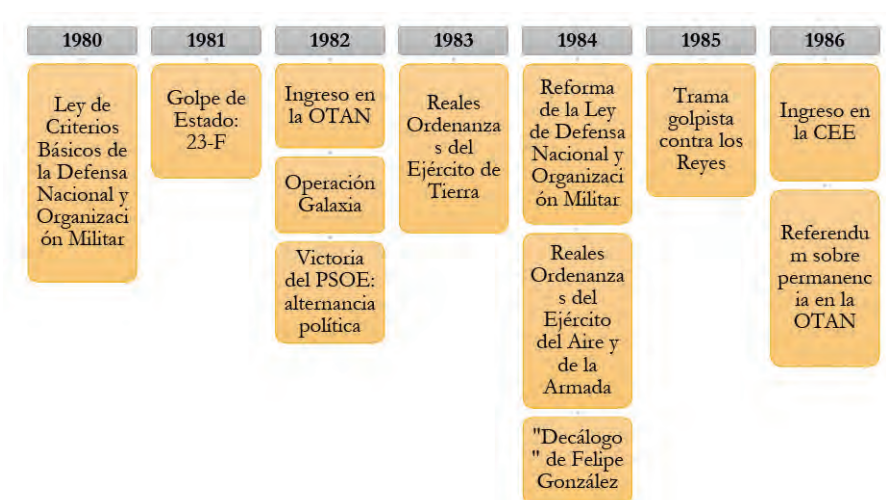 1980
Ley de
Criterios
Básicos de
la Defensa
Nacional y
Organizaci
ón Militar
1981
Golpe de
Estado:
23-F
1982
Ingreso en
la OTAN
Operación
Galaxia
Victoria
del PSOE:
alternancia
política
1983
Reales
Ordenanza
s del
Ejército de
Tierra
1984
Reforma
de la Ley
de Defensa
Nacional y
Organizaci
ón Militar
Reales
Ordenanza
s del
Ejército
del Aire y
de la
Armada
"Decálogo
" de Felipe
González
1985
Trama
golpista
contra los
Reyes
1986
Ingreso en
la CEE
Referendu
m sobre
permanenc
ia en la
OTAN